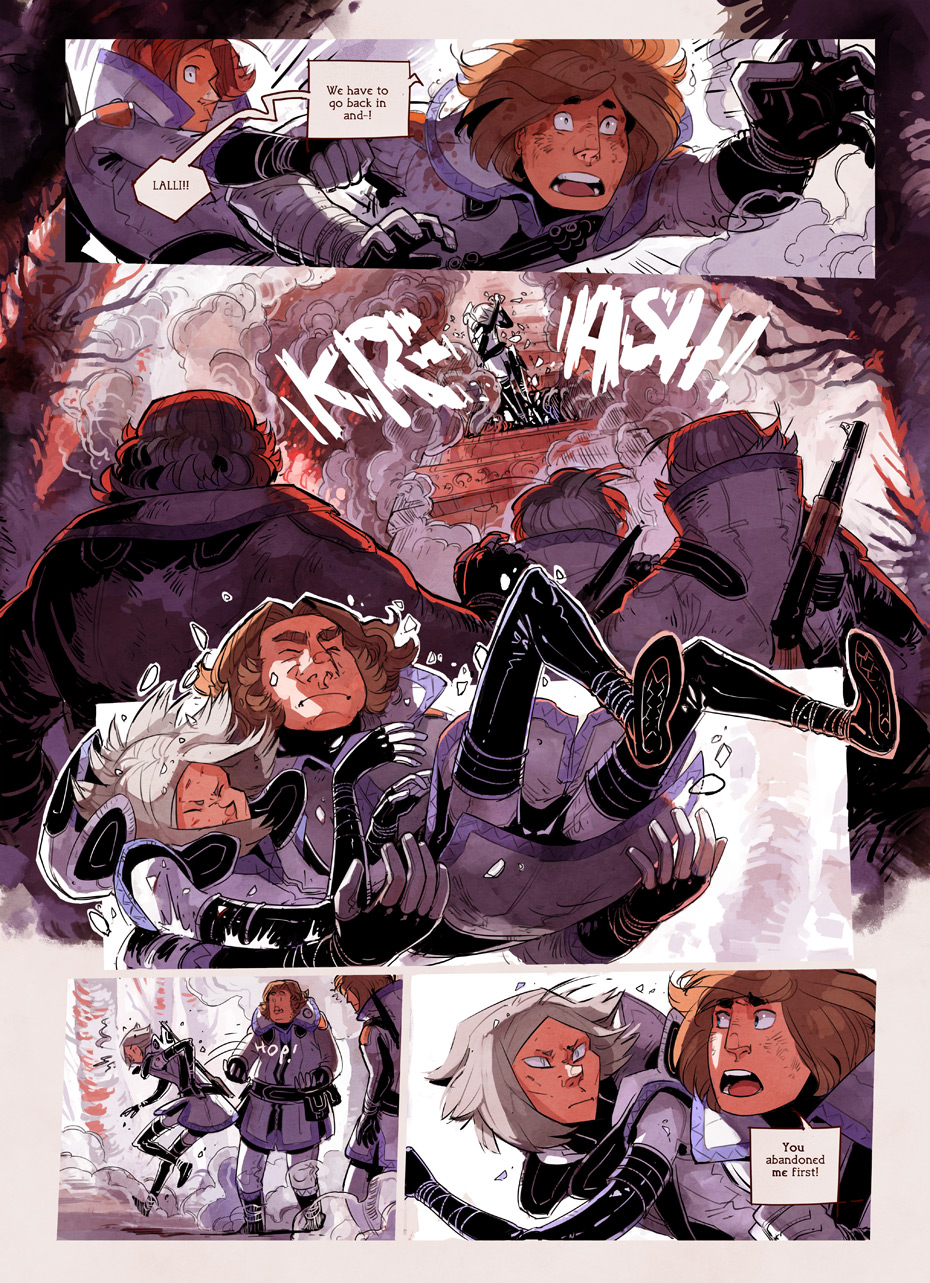 We have to
go back in
and-!
LALLI!!
KR-
ASH!!
HOP!
You
abandoned
me first!